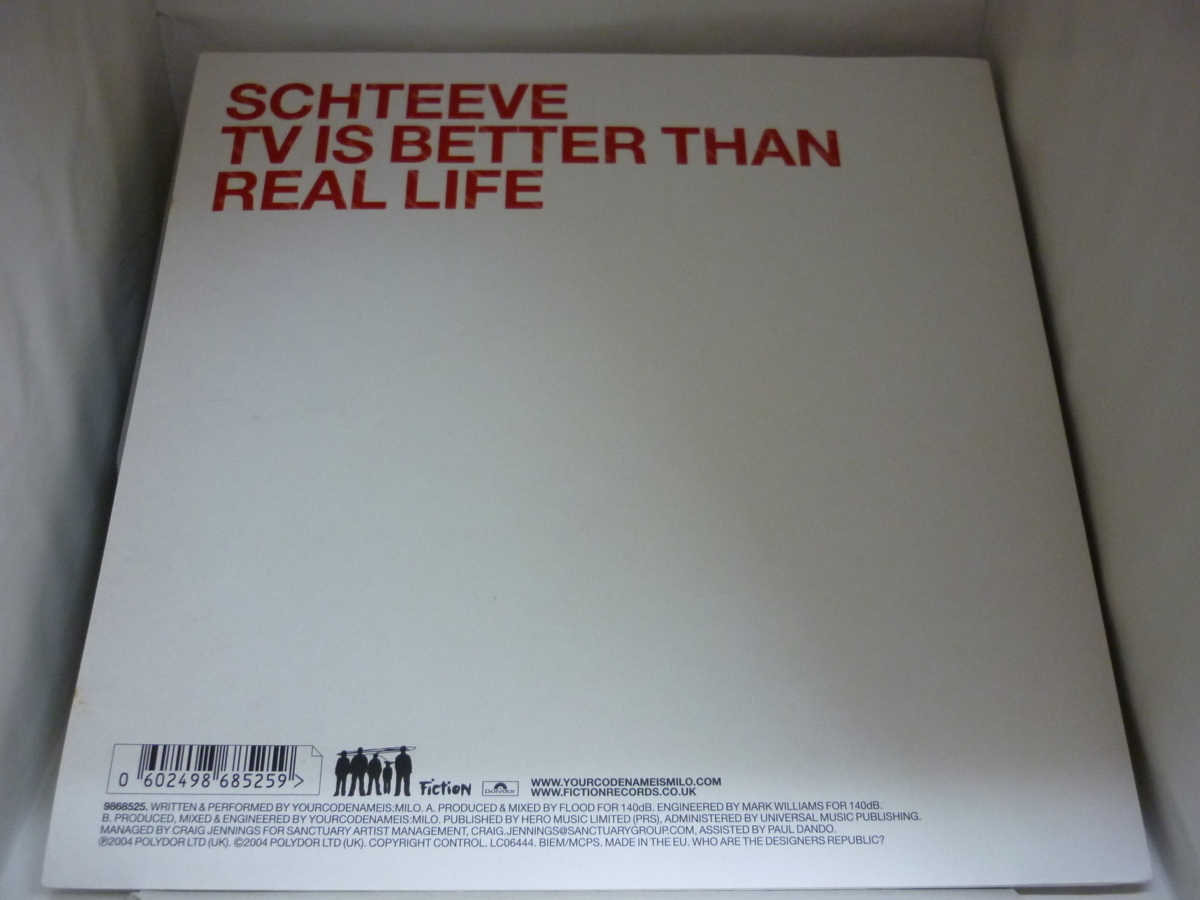 SCHTEEVE
TV IS BETTER THAN
REAL LIFE
0 602498 685259 >
Fiction
polydor
WWW.YOURCODENAMEISMILO.COM
WWW.FICTIONRECORDS.CO.UK
9868525. WRITTEN & PERFORMED BY YOURCODENAMEIS:MILO. A. PRODUCED & MIXED BY FLOOD FOR 140dB. ENGINEERED BY MARK WILLIAMS FOR 140dB.
B. PRODUCED, MIXED & ENGINEERED BY YOURCODENAMEIS:MILO. PUBLISHED BY HERO MUSIC LIMITED (PRS), ADMINISTERED BY UNIVERSAL MUSIC PUBLISHING.
MANAGED BY CRAIG JENNINGS FOR SANCTUARY ARTIST MANAGEMENT, CRAIG.JENNINGS@SANCTUARYGROUP.COM, ASSISTED BY PAUL DANDO.
℗2004 POLYDOR LTD (UK). ©2004 POLYDOR LTD (UK). COPYRIGHT CONTROL. LC06444. BIEM/MCPS. MADE IN THE EU. WHO ARE THE DESIGNERS REPUBLIC?